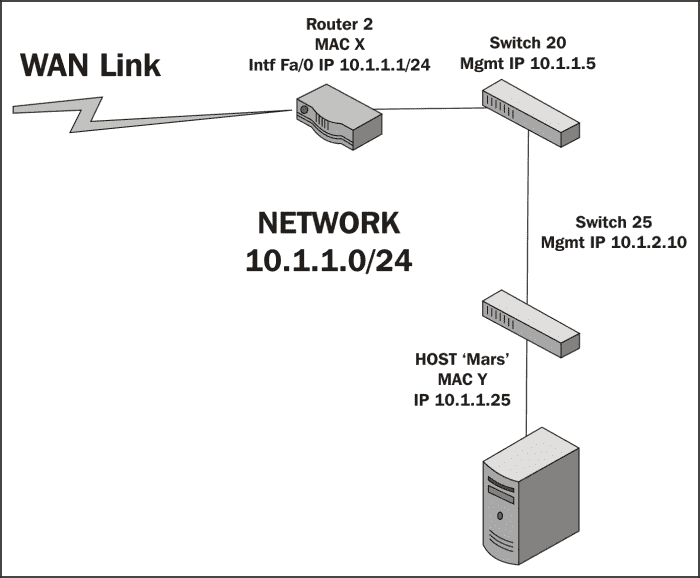 WAN Link
Router 2
MAC X
Intf Fa/0 IP 10.1.1.1/24
Switch 20
Mgmt IP 10.1.1.5
NETWORK
10.1.1.0/24
Switch 25
Mgmt IP 10.1.2.10
HOST ‘Mars’
MAC Y
IP 10.1.1.25